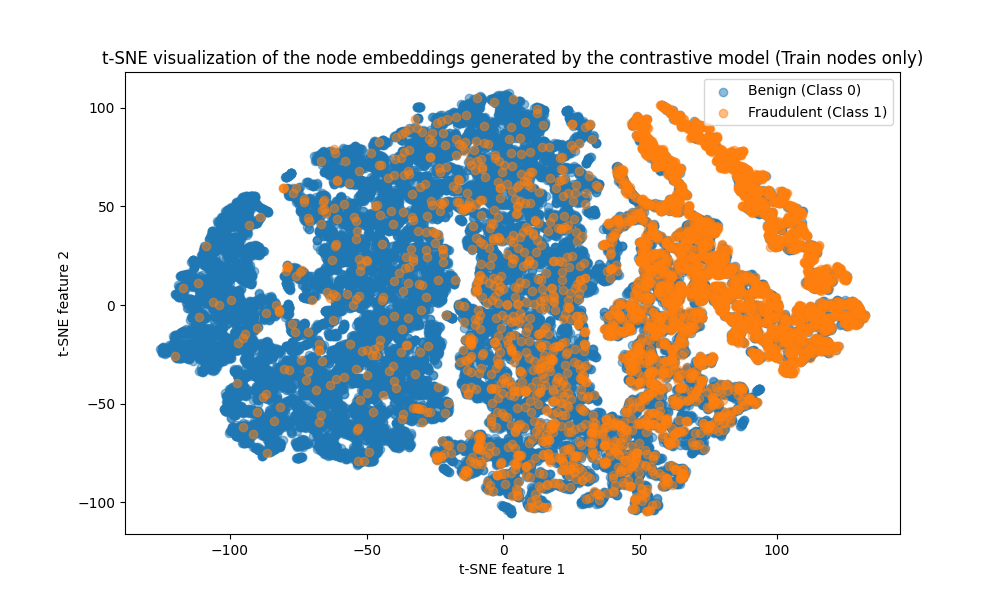 t-SNE visualization of the node embeddings generated by the contrastive model (Train nodes only)
Benign (Class 0)
Fraudulent (Class 1)
100
50
0
−50
−100
t-SNE feature 2
−100
−50
0
50
100
t-SNE feature 1